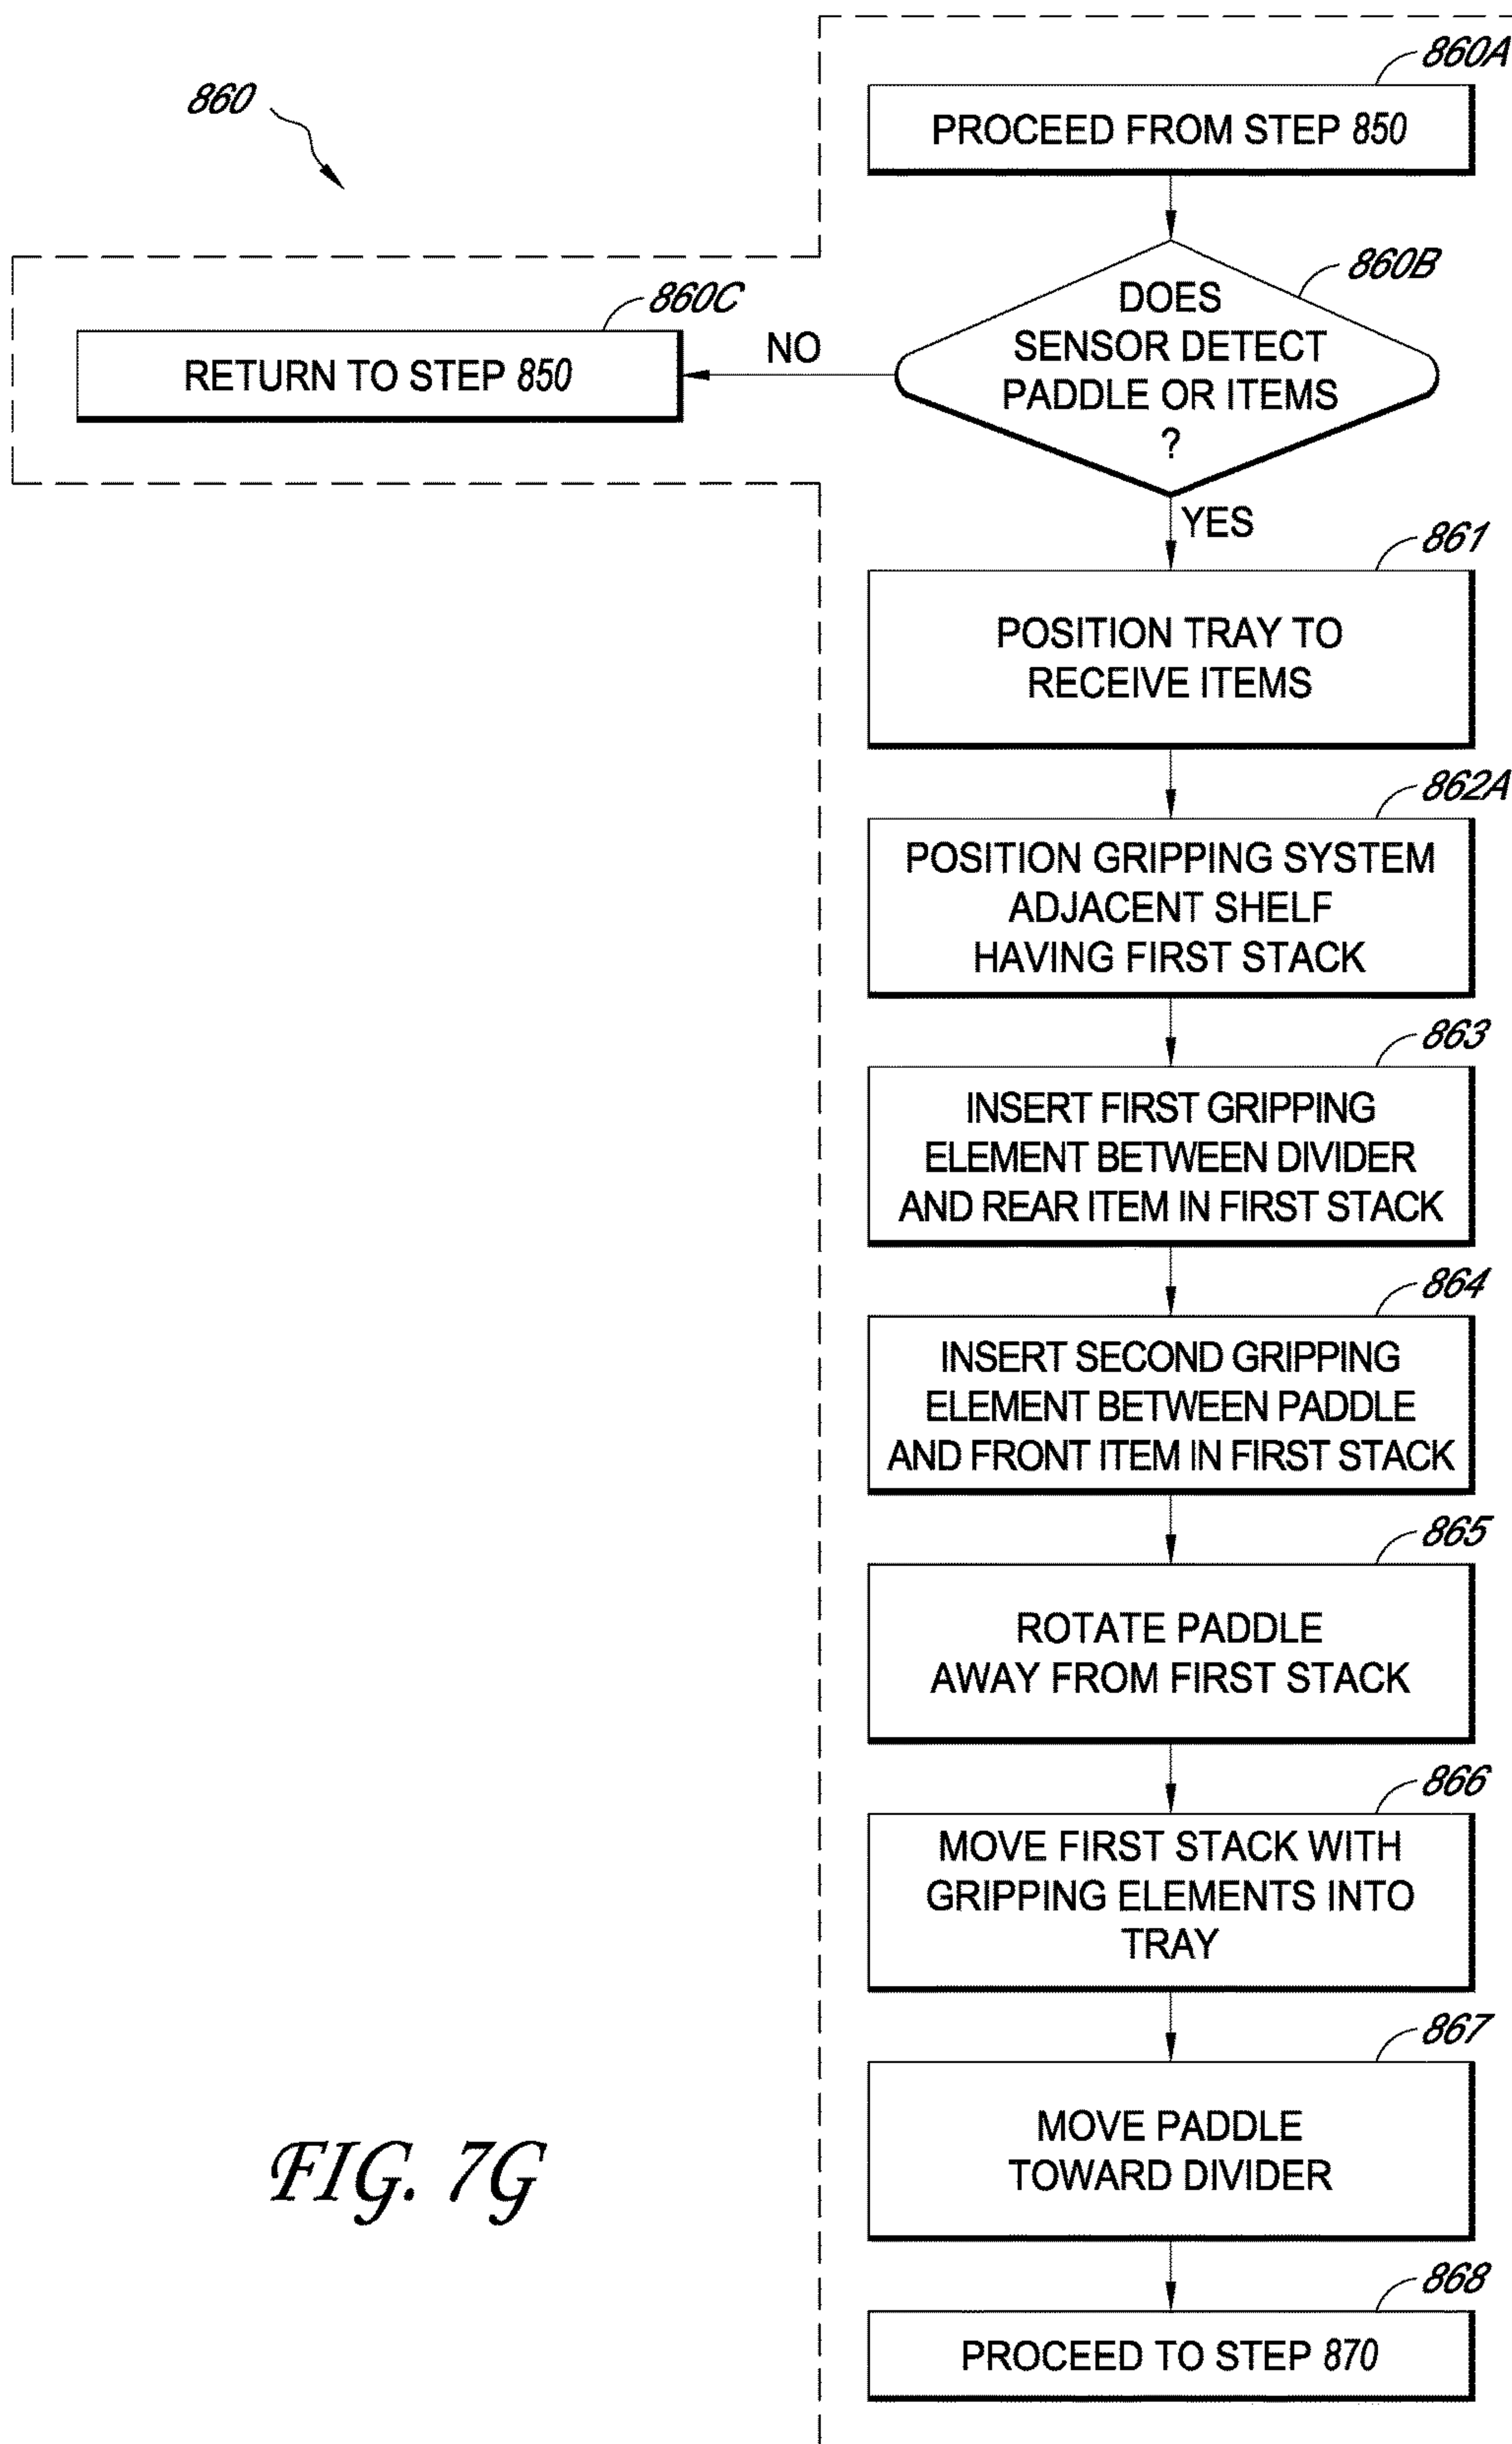 860A
860
PROCEED FROM STEP 850
860B
860C
DOES
SENSOR DETECT
PADDLE OR ITEMS
?
NO
RETURN TO STEP 850
YES
861
POSITION TRAY TO
RECEIVE ITEMS
862A
POSITION GRIPPING SYSTEM
ADJACENT SHELF
HAVING FIRST STACK
863
INSERT FIRST GRIPPING
ELEMENT BETWEEN DIVIDER
AND REAR ITEM IN FIRST STACK
864
INSERT SECOND GRIPPING
ELEMENT BETWEEN PADDLE
AND FRONT ITEM IN FIRST STACK
865
ROTATE PADDLE
AWAY FROM FIRST STACK
866
MOVE FIRST STACK WITH
GRIPPING ELEMENTS INTO
TRAY
867
MOVE PADDLE
TOWARD DIVIDER
868
PROCEED TO STEP 870
FIG. 7G